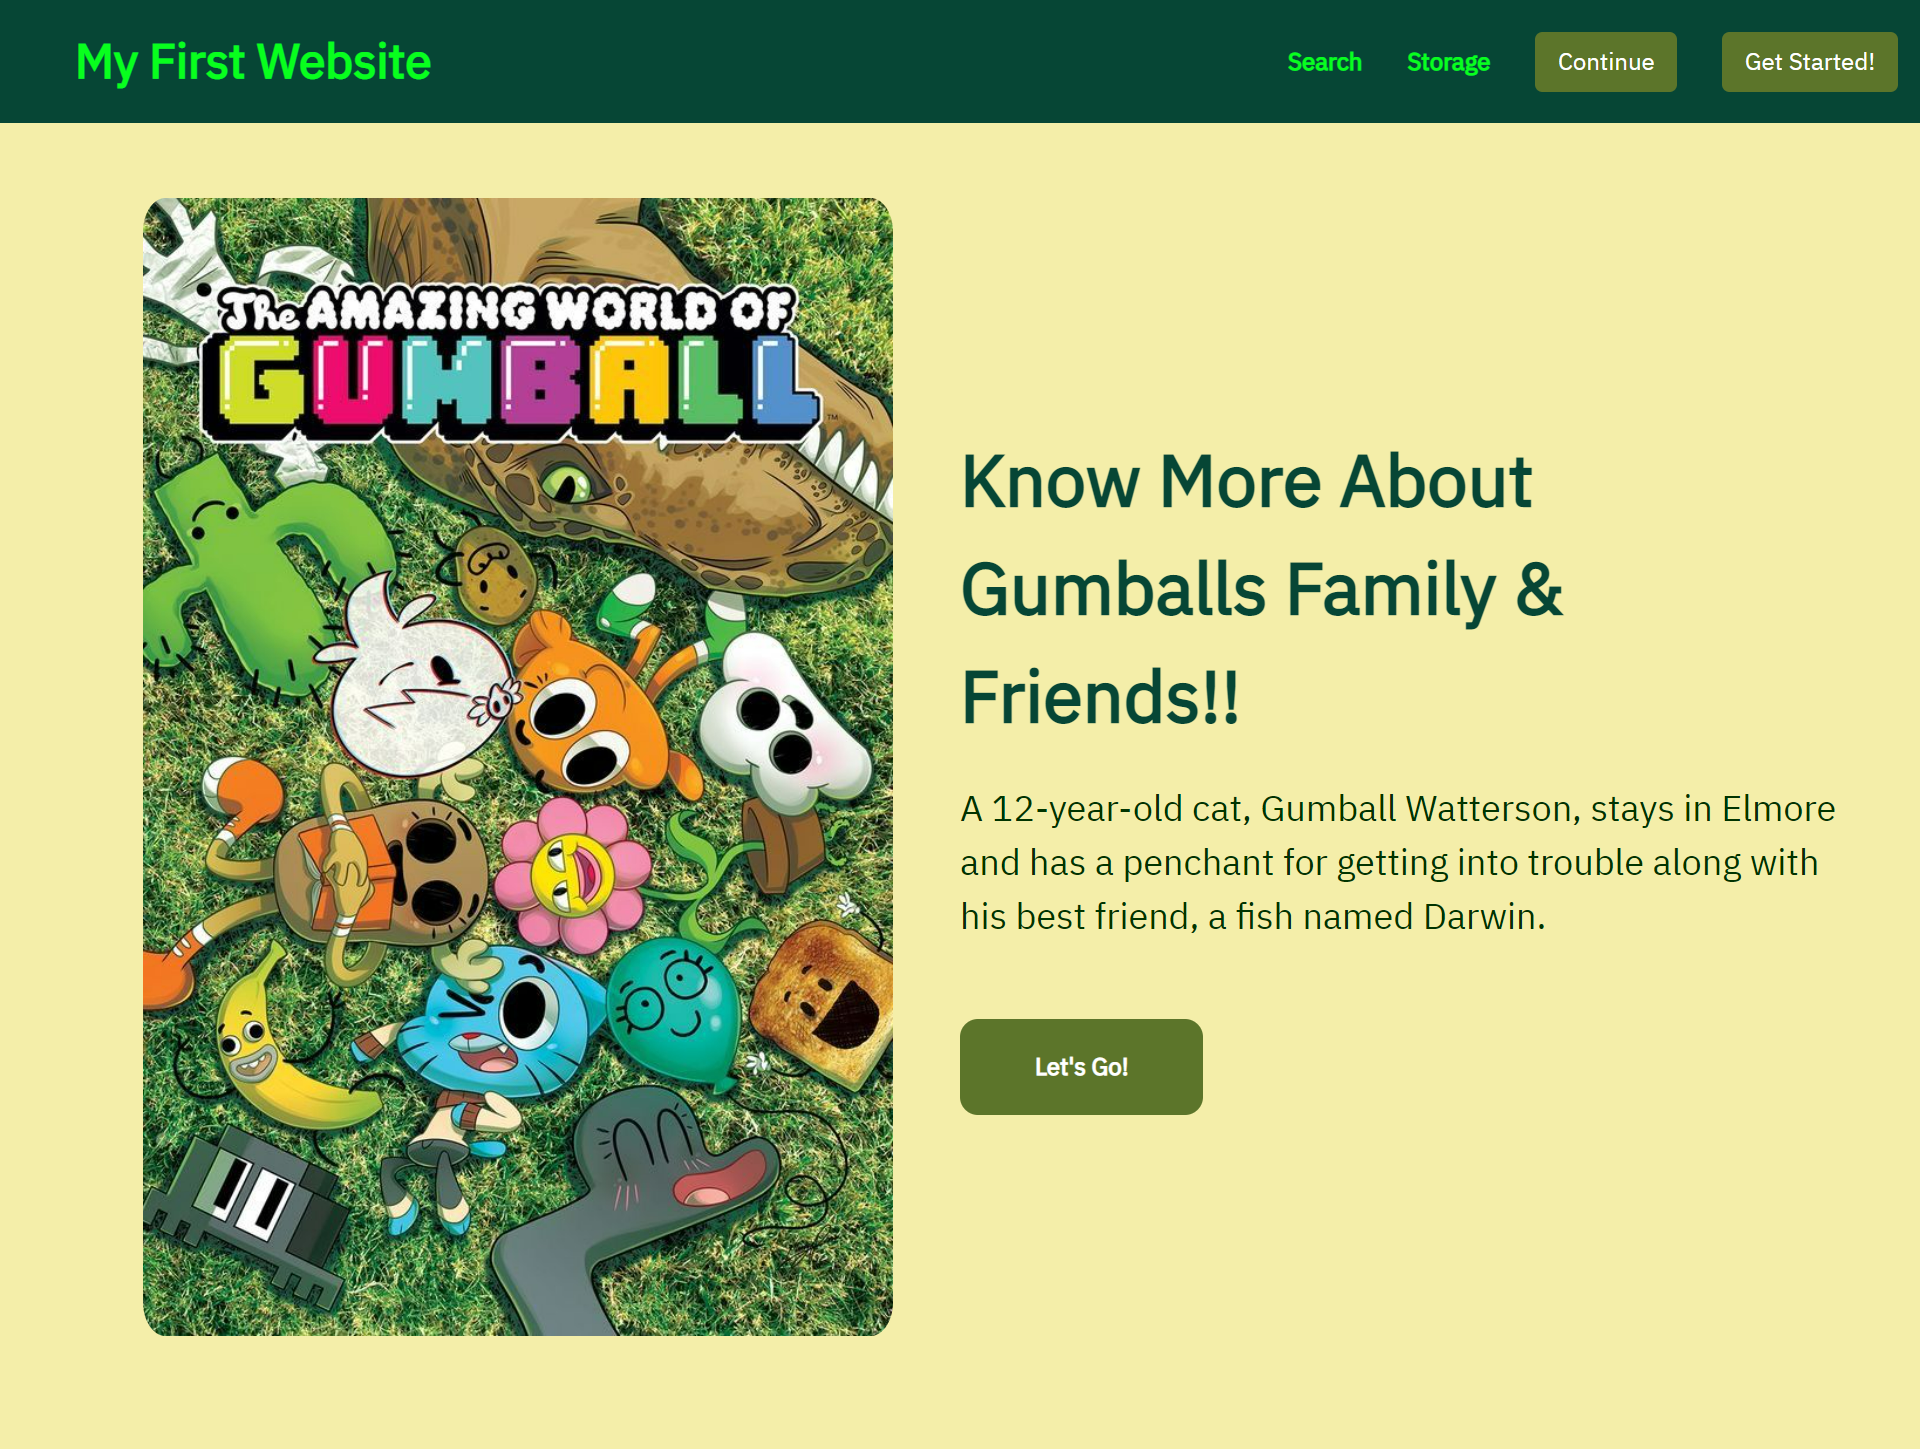 My First Website
Search
Storage
Continue
Get Started!
The AMAZING WORLD OF
GUMBALL
TM
Know More About
Gumballs Family &
Friends!!
A 12-year-old cat, Gumball Watterson, stays in Elmore
and has a penchant for getting into trouble along with
his best friend, a fish named Darwin.
Let's Go!